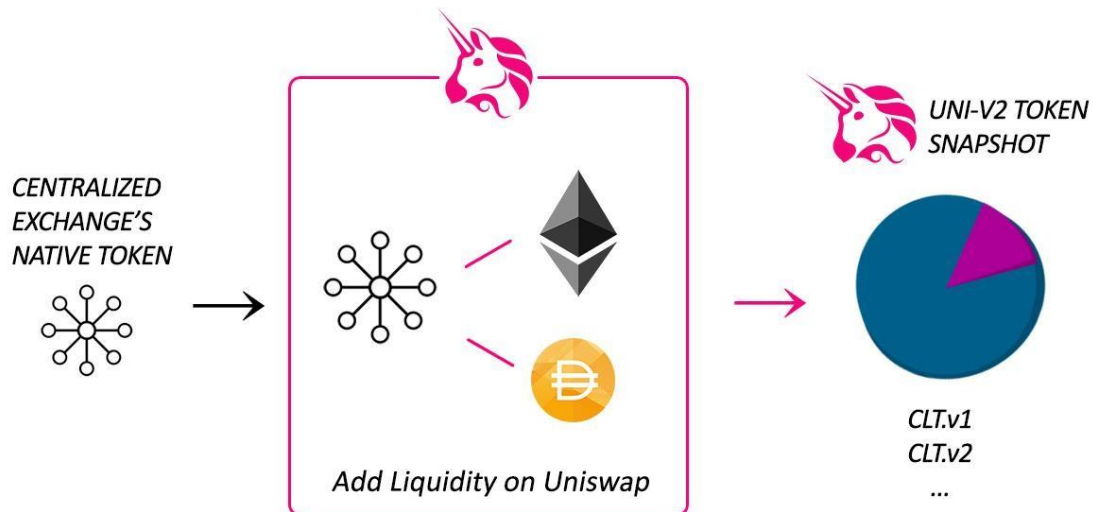 CENTRALIZED
EXCHANGE’S
NATIVE TOKEN
Add Liquidity on Uniswap
UNI-V2 TOKEN
SNAPSHOT
CLT.v1
CLT.v2
...